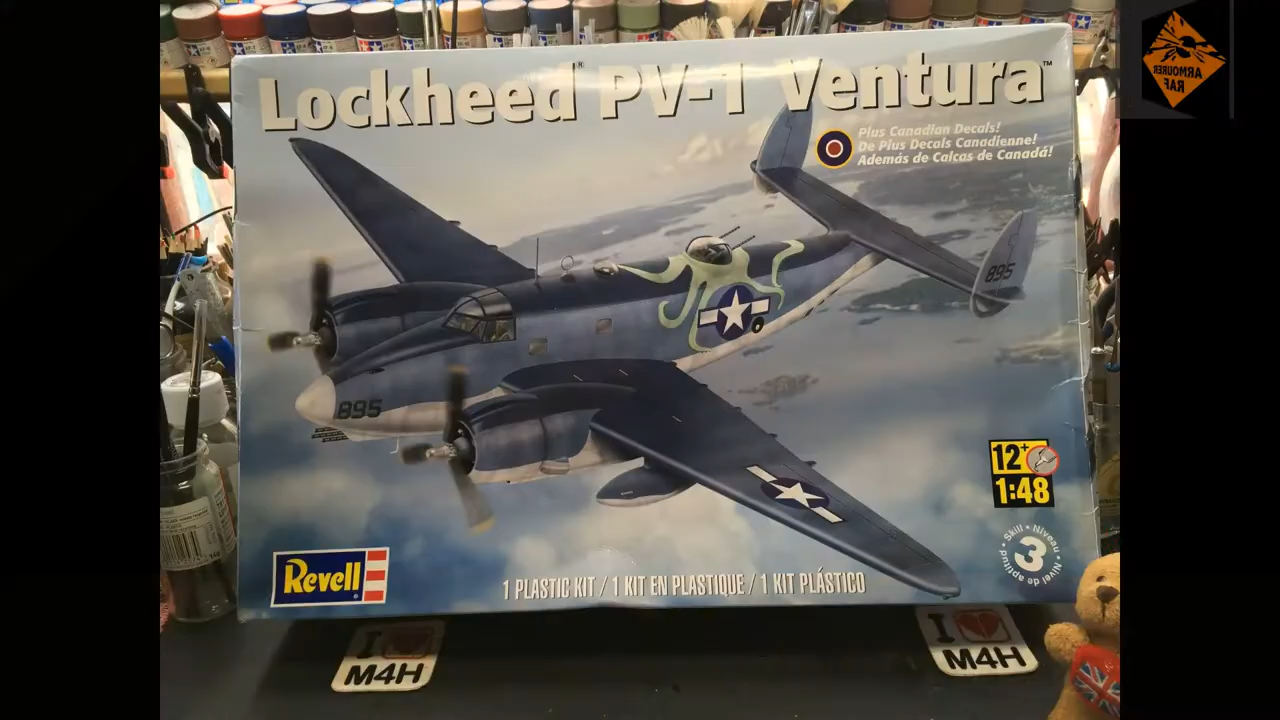 Lockheed® PV-1 Ventura™
Plus Canadian Decals!
De Plus Decals Canadienne!
Además de Calcas de Canadá!
ARMOURER
RAF
895
895
12+
1:48
Skill • Niveau • Nivel de aptitud •
3
Revell®
1 PLASTIC KIT / 1 KIT EN PLASTIQUE / 1 KIT PLÁSTICO
I
M4H
I
M4H